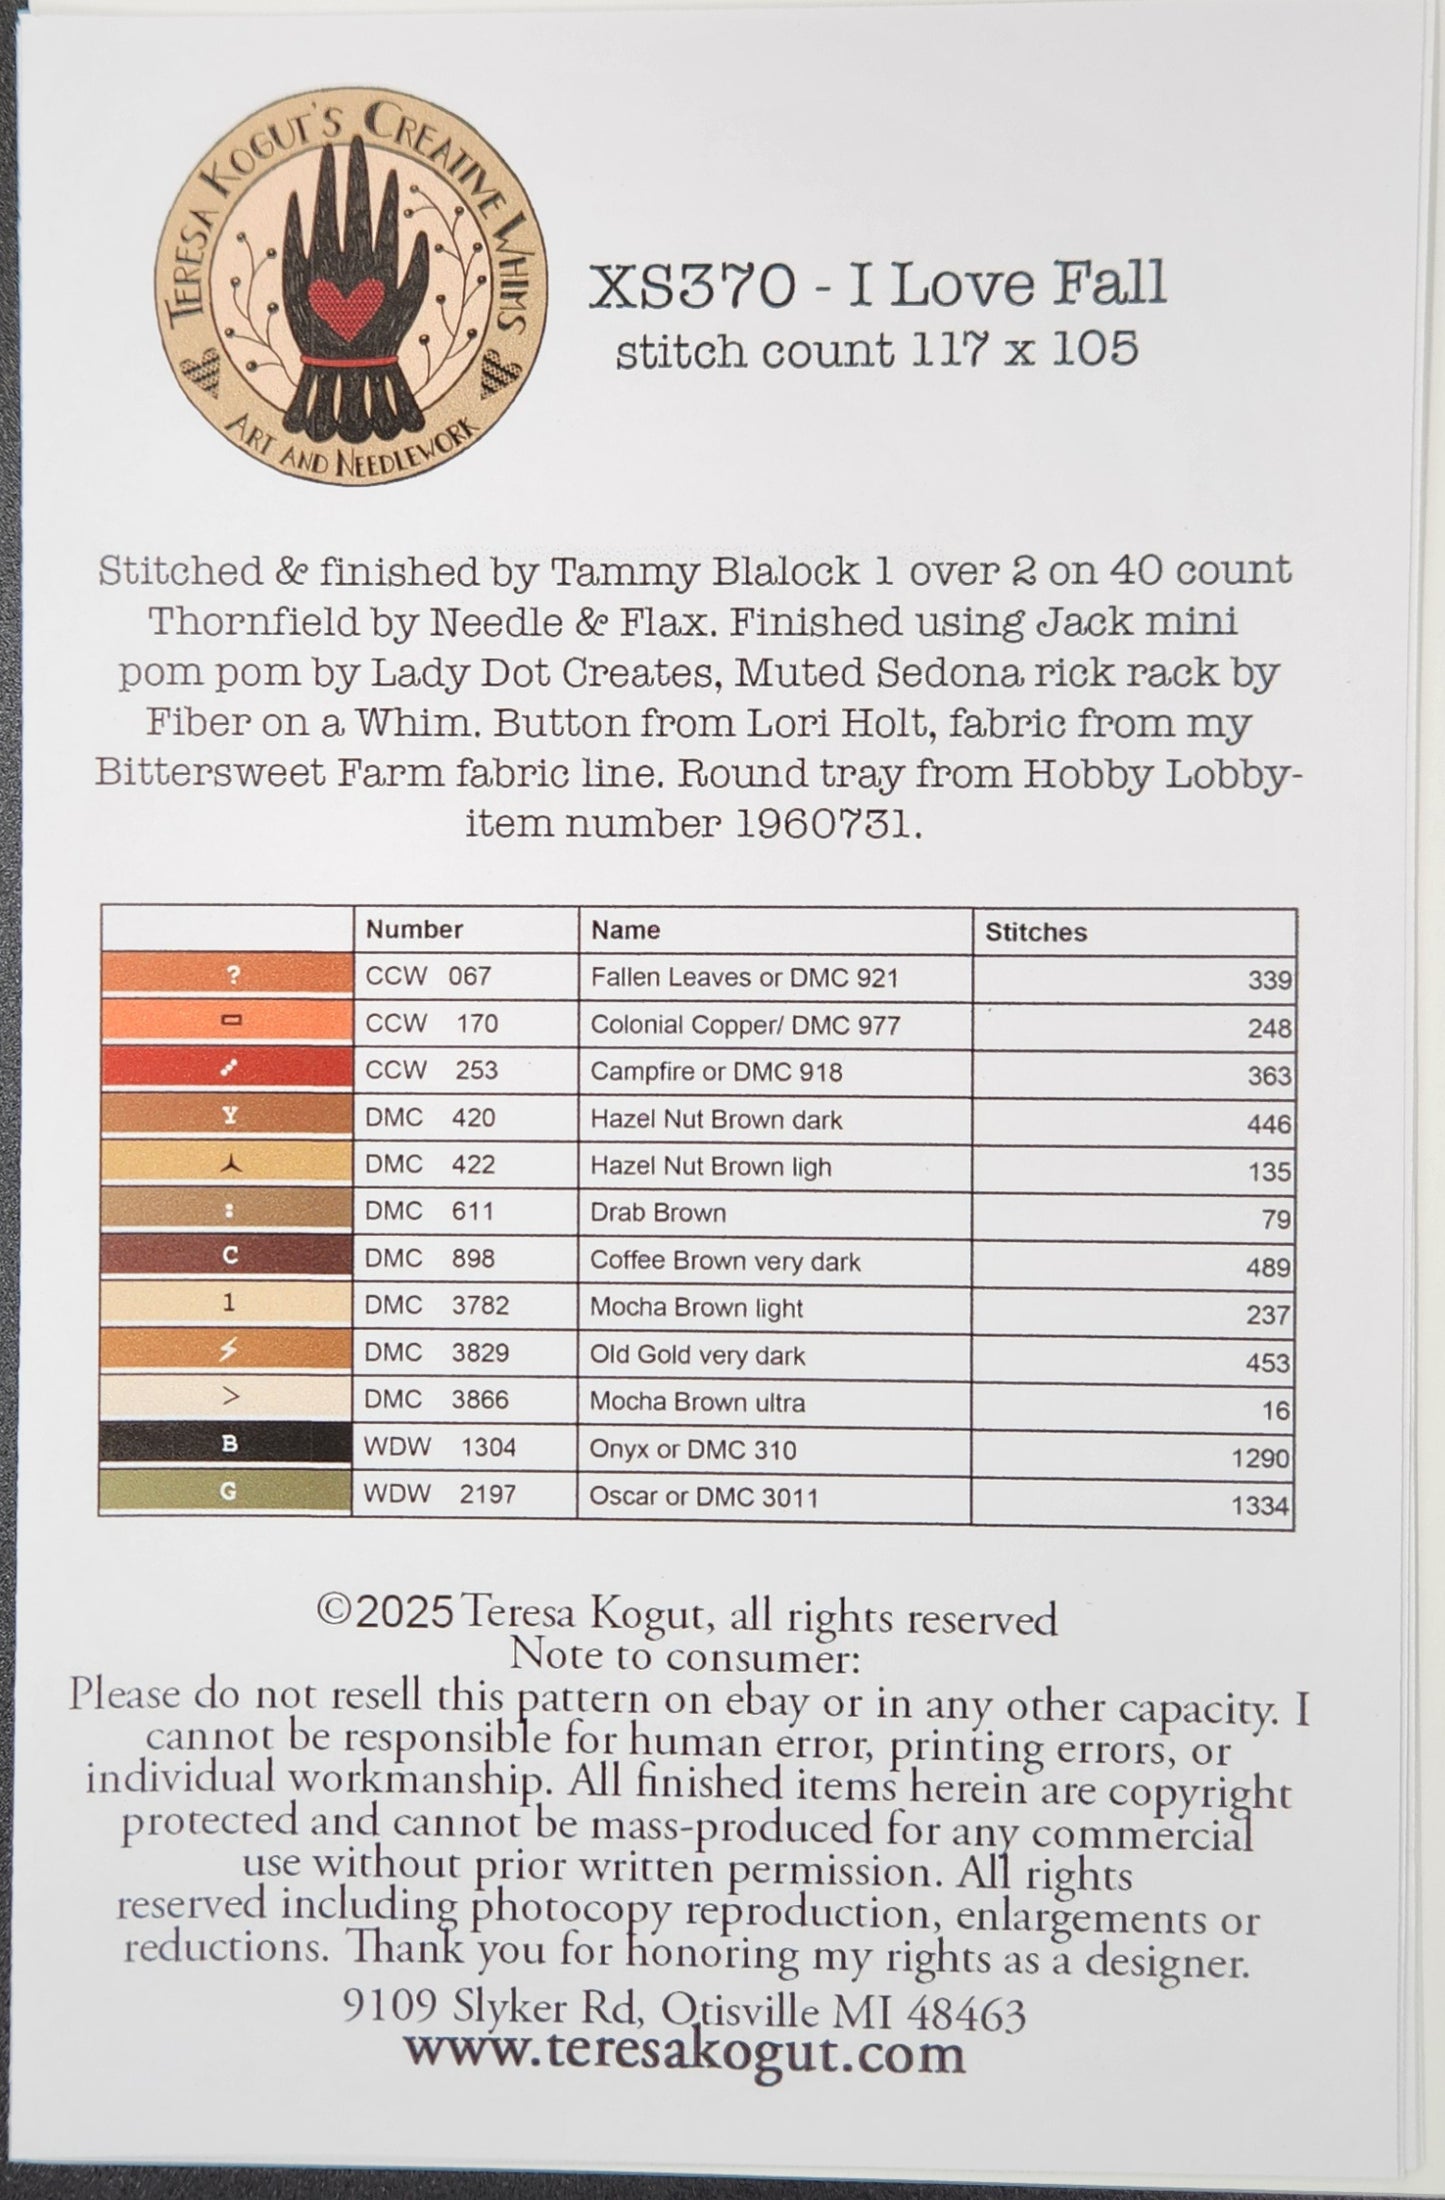 TERESA KOGUT'S CREATIVE WHIMS
ART AND NEEDLEWORK
XS370 - I Love Fall
stitch count 117 x 105
Stitched & finished by Tammy Blalock 1 over 2 on 40 count
Thornfield by Needle & Flax. Finished using Jack mini
pom pom by Lady Dot Creates, Muted Sedona rick rack by
Fiber on a Whim. Button from Lori Holt, fabric from my
Bittersweet Farm fabric line. Round tray from Hobby Lobby-
item number 1960731.
Number Name Stitches
? CCW 067 Fallen Leaves or DMC 921 339
CCW 170 Colonial Copper/ DMC 977 248
CCW 253 Campfire or DMC 918 363
Y DMC 420 Hazel Nut Brown dark 446
DMC 422 Hazel Nut Brown ligh 135
: DMC 611 Drab Brown 79
C DMC 898 Coffee Brown very dark 489
1 DMC 3782 Mocha Brown light 237
DMC 3829 Old Gold very dark 453
> DMC 3866 Mocha Brown ultra 16
B WDW 1304 Onyx or DMC 310 1290
G WDW 2197 Oscar or DMC 3011 1334
©2025 Teresa Kogut, all rights reserved
Note to consumer:
Please do not resell this pattern on ebay or in any other capacity. I
cannot be responsible for human error, printing errors, or
individual workmanship. All finished items herein are copyright
protected and cannot be mass-produced for any commercial
use without prior written permission. All rights
reserved including photocopy reproduction, enlargements or
reductions. Thank you for honoring my rights as a designer.
9109 Slyker Rd, Otisville MI 48463
www.teresakogut.com